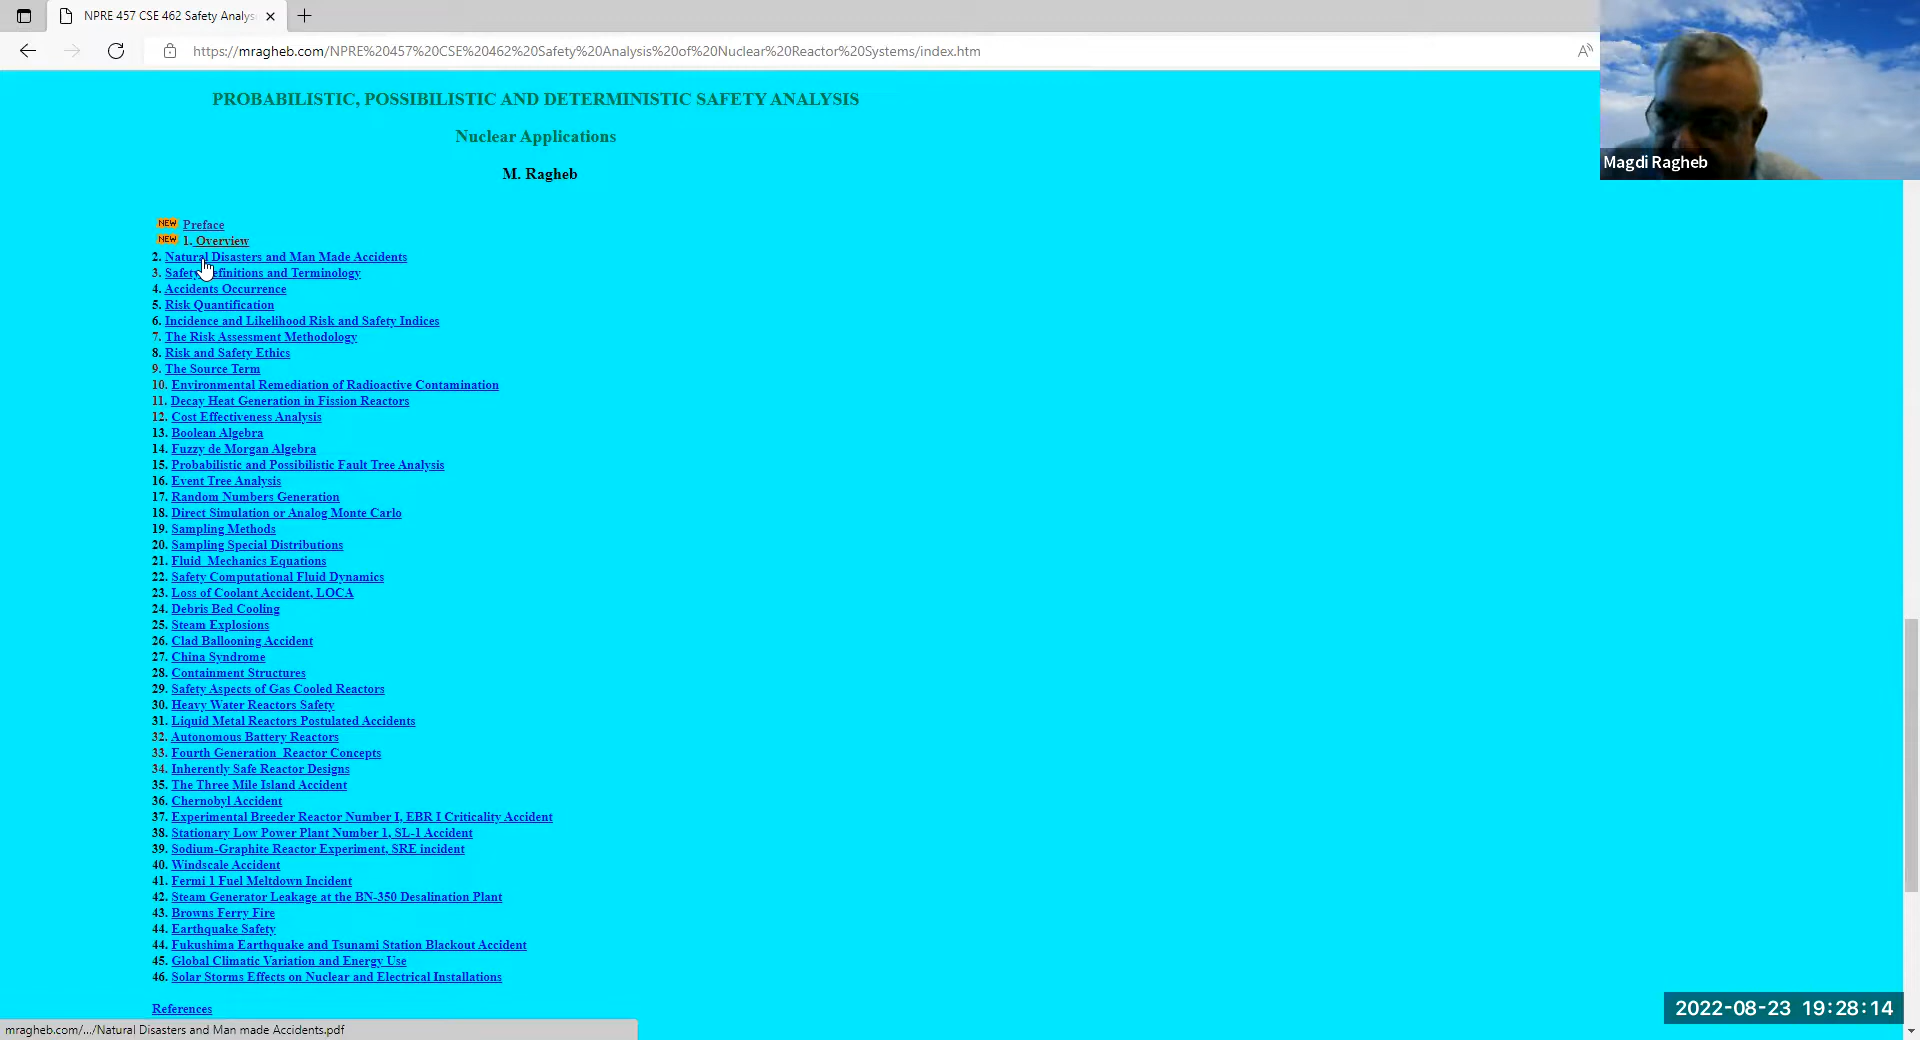 NPRE 457 CSE 462 Safety Analys
https://mragheb.com/NPRE%20457%20CSE%20462%20Safety%20Analysis%20of%20Nuclear%20Reactor%20Systems/index.htm
PROBABILISTIC, POSSIBILISTIC AND DETERMINISTIC SAFETY ANALYSIS
Nuclear Applications
M. Ragheb
Magdi Ragheb
NEW Preface
NEW 1. Overview
2. Natural Disasters and Man Made Accidents
3. Safety Definitions and Terminology
4. Accidents Occurrence
5. Risk Quantification
6. Incidence and Likelihood Risk and Safety Indices
7. The Risk Assessment Methodology
8. Risk and Safety Ethics
9. The Source Term
10. Environmental Remediation of Radioactive Contamination
11. Decay Heat Generation in Fission Reactors
12. Cost Effectiveness Analysis
13. Boolean Algebra
14. Fuzzy de Morgan Algebra
15. Probabilistic and Possibilistic Fault Tree Analysis
16. Event Tree Analysis
17. Random Numbers Generation
18. Direct Simulation or Analog Monte Carlo
19. Sampling Methods
20. Sampling Special Distributions
21. Fluid Mechanics Equations
22. Safety Computational Fluid Dynamics
23. Loss of Coolant Accident, LOCA
24. Debris Bed Cooling
25. Steam Explosions
26. Clad Ballooning Accident
27. China Syndrome
28. Containment Structures
29. Safety Aspects of Gas Cooled Reactors
30. Heavy Water Reactors Safety
31. Liquid Metal Reactors Postulated Accidents
32. Autonomous Battery Reactors
33. Fourth Generation Reactor Concepts
34. Inherently Safe Reactor Designs
35. The Three Mile Island Accident
36. Chernobyl Accident
37. Experimental Breeder Reactor Number I, EBR I Criticality Accident
38. Stationary Low Power Plant Number 1, SL-1 Accident
39. Sodium-Graphite Reactor Experiment, SRE incident
40. Windscale Accident
41. Fermi 1 Fuel Meltdown Incident
42. Steam Generator Leakage at the BN-350 Desalination Plant
43. Browns Ferry Fire
44. Earthquake Safety
44. Fukushima Earthquake and Tsunami Station Blackout Accident
45. Global Climatic Variation and Energy Use
46. Solar Storms Effects on Nuclear and Electrical Installations
References
2022-08-23 19:28:14
mragheb.com/.../Natural Disasters and Man made Accidents.pdf